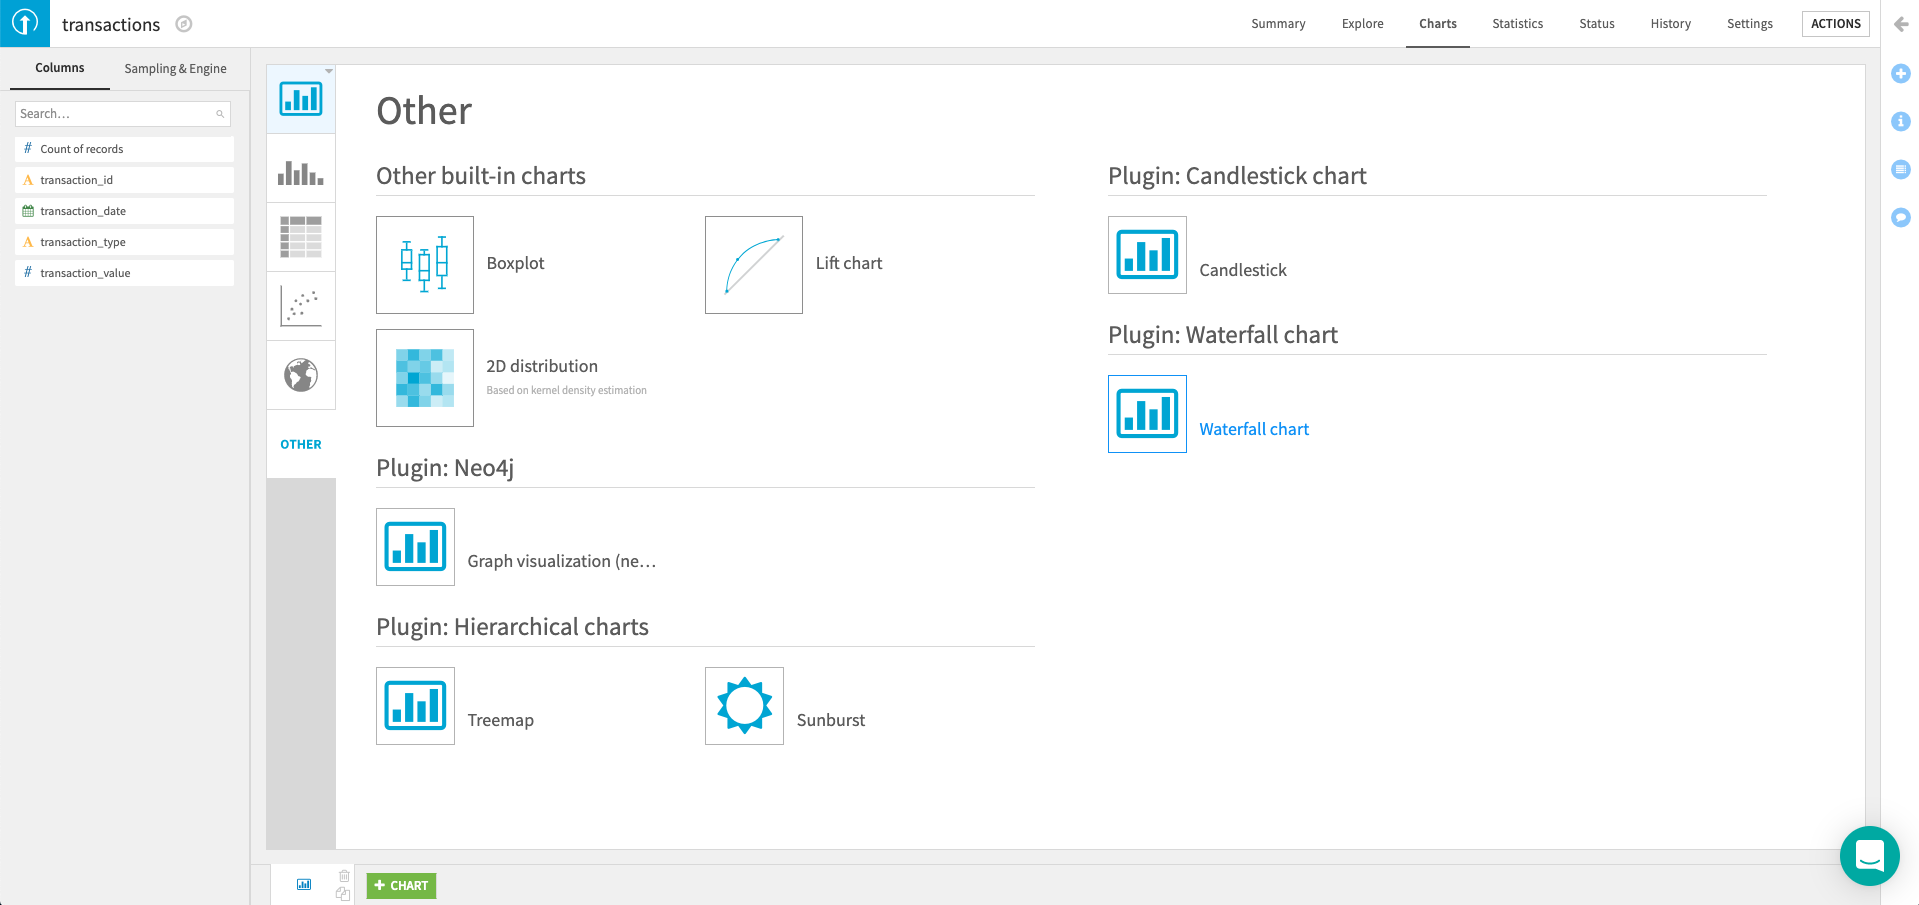 transactions
Summary
Explore
Charts
Statistics
Status
History
Settings
ACTIONS
Columns
Sampling & Engine
Search...
# Count of records
A transaction_id
transaction_date
A transaction_type
# transaction_value
OTHER
Other
Other built-in charts
Boxplot
Lift chart
2D distribution
Based on kernel density estimation
Plugin: Neo4j
Graph visualization (ne...
Plugin: Hierarchical charts
Treemap
Sunburst
Plugin: Candlestick chart
Candlestick
Plugin: Waterfall chart
Waterfall chart
+ CHART